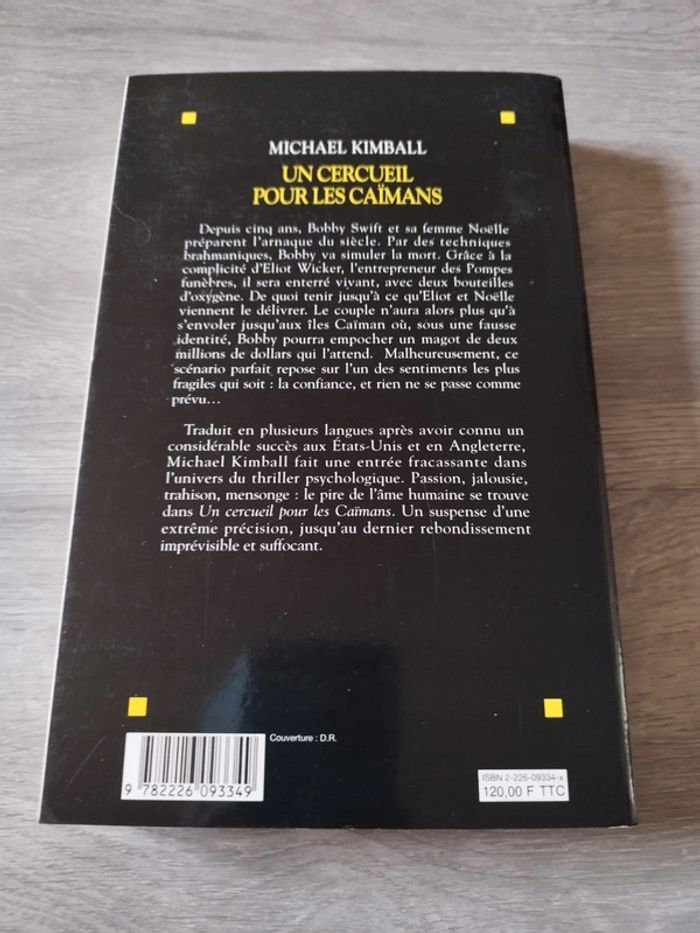 MICHAEL KIMBALL
UN CERCUEIL
POUR LES CAÏMANS
Depuis cinq ans, Bobby Swift et sa femme Noëlle
préparent l'arnaque du siècle. Par des techniques
brahmaniques, Bobby va simuler la mort. Grâce à la
complicité d'Eliot Wicker, l'entrepreneur des Pompes
funèbres, il sera enterré vivant, avec deux bouteilles
d'oxygène. De quoi tenir jusqu'à ce qu'Eliot et Noëlle
viennent le délivrer. Le couple n'aura alors plus qu'à
s'envoler jusqu'aux îles Caïman où, sous une fausse
identité, Bobby pourra empocher un magot de deux
millions de dollars qui l'attend. Malheureusement, ce
scénario parfait repose sur l'un des sentiments les plus
fragiles qui soit : la confiance, et rien ne se passe comme
prévu...
Traduit en plusieurs langues après avoir connu un
considérable succès aux États-Unis et en Angleterre,
Michael Kimball fait une entrée fracassante dans
l'univers du thriller psychologique. Passion, jalousie,
trahison, mensonge : le pire de l'âme humaine se trouve
dans Un cercueil pour les Caïmans. Un suspense d'une
extrême précision, jusqu'au dernier rebondissement
imprévisible et suffocant.
Couverture : D.R.
9 782226 093349
ISBN 2-226-09334-x
120,00 F TTC